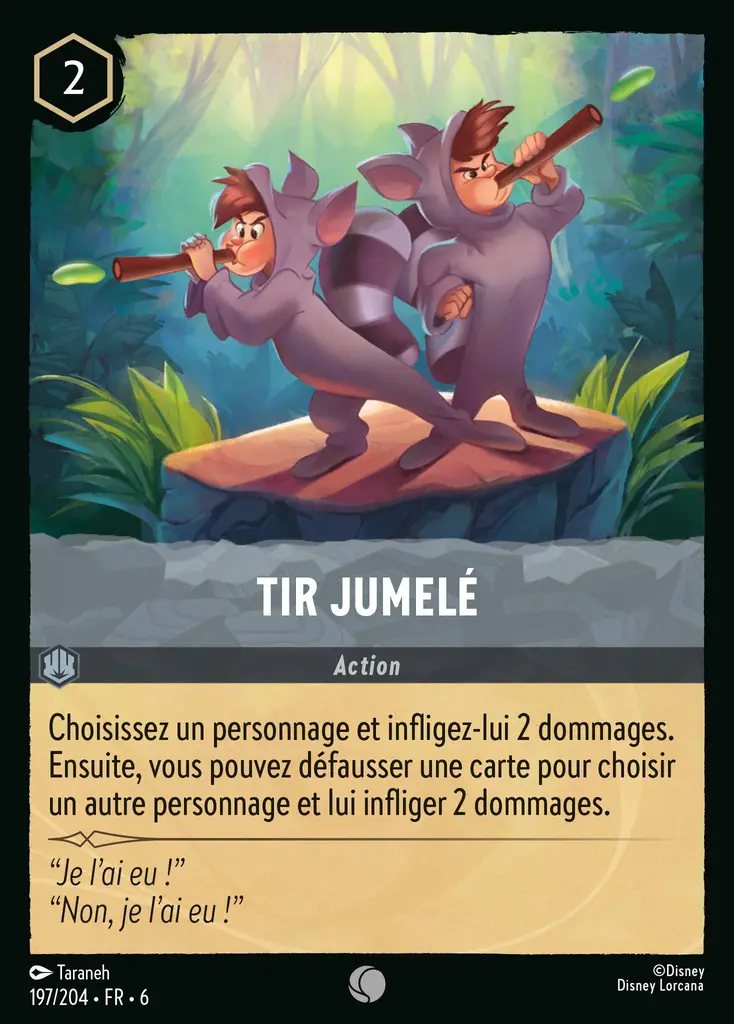 2
TIR JUMELÉ
Action
Choisissez un personnage et infligez-lui 2 dommages.
Ensuite, vous pouvez défausser une carte pour choisir
un autre personnage et lui infliger 2 dommages.
“Je l’ai eu !”
“Non, je l’ai eu !”
Taraneh
©Disney
197/204 • FR • 6
Disney Lorcana